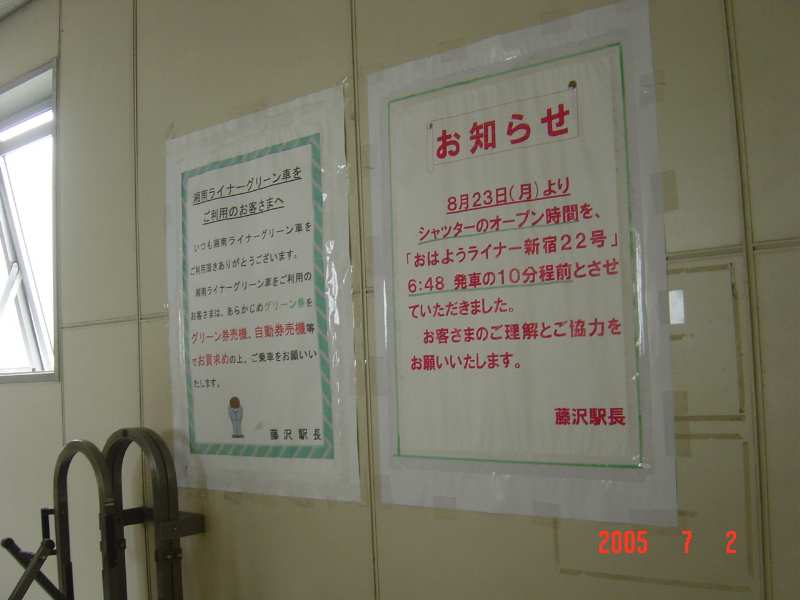 湘南ライナーグリーン車を
ご利用のお客さまへ
いつも湘南ライナーグリーン車を
ご利用頂きありがとうございます。
湘南ライナーグリーン車をご利用の
お客さまは、あらかじめグリーン券を
グリーン券売機、自動券売機等
でお買求めの上、ご乗車をお願いい
たします。
藤沢駅長
お知らせ
8月23日(月)より
シャッターのオープン時間を、
「おはようライナー新宿22号」
6:48 発車の10分程前とさせ
ていただきました。
お客さまのご理解とご協力を
お願いいたします。
藤沢駅長
2005 7 2